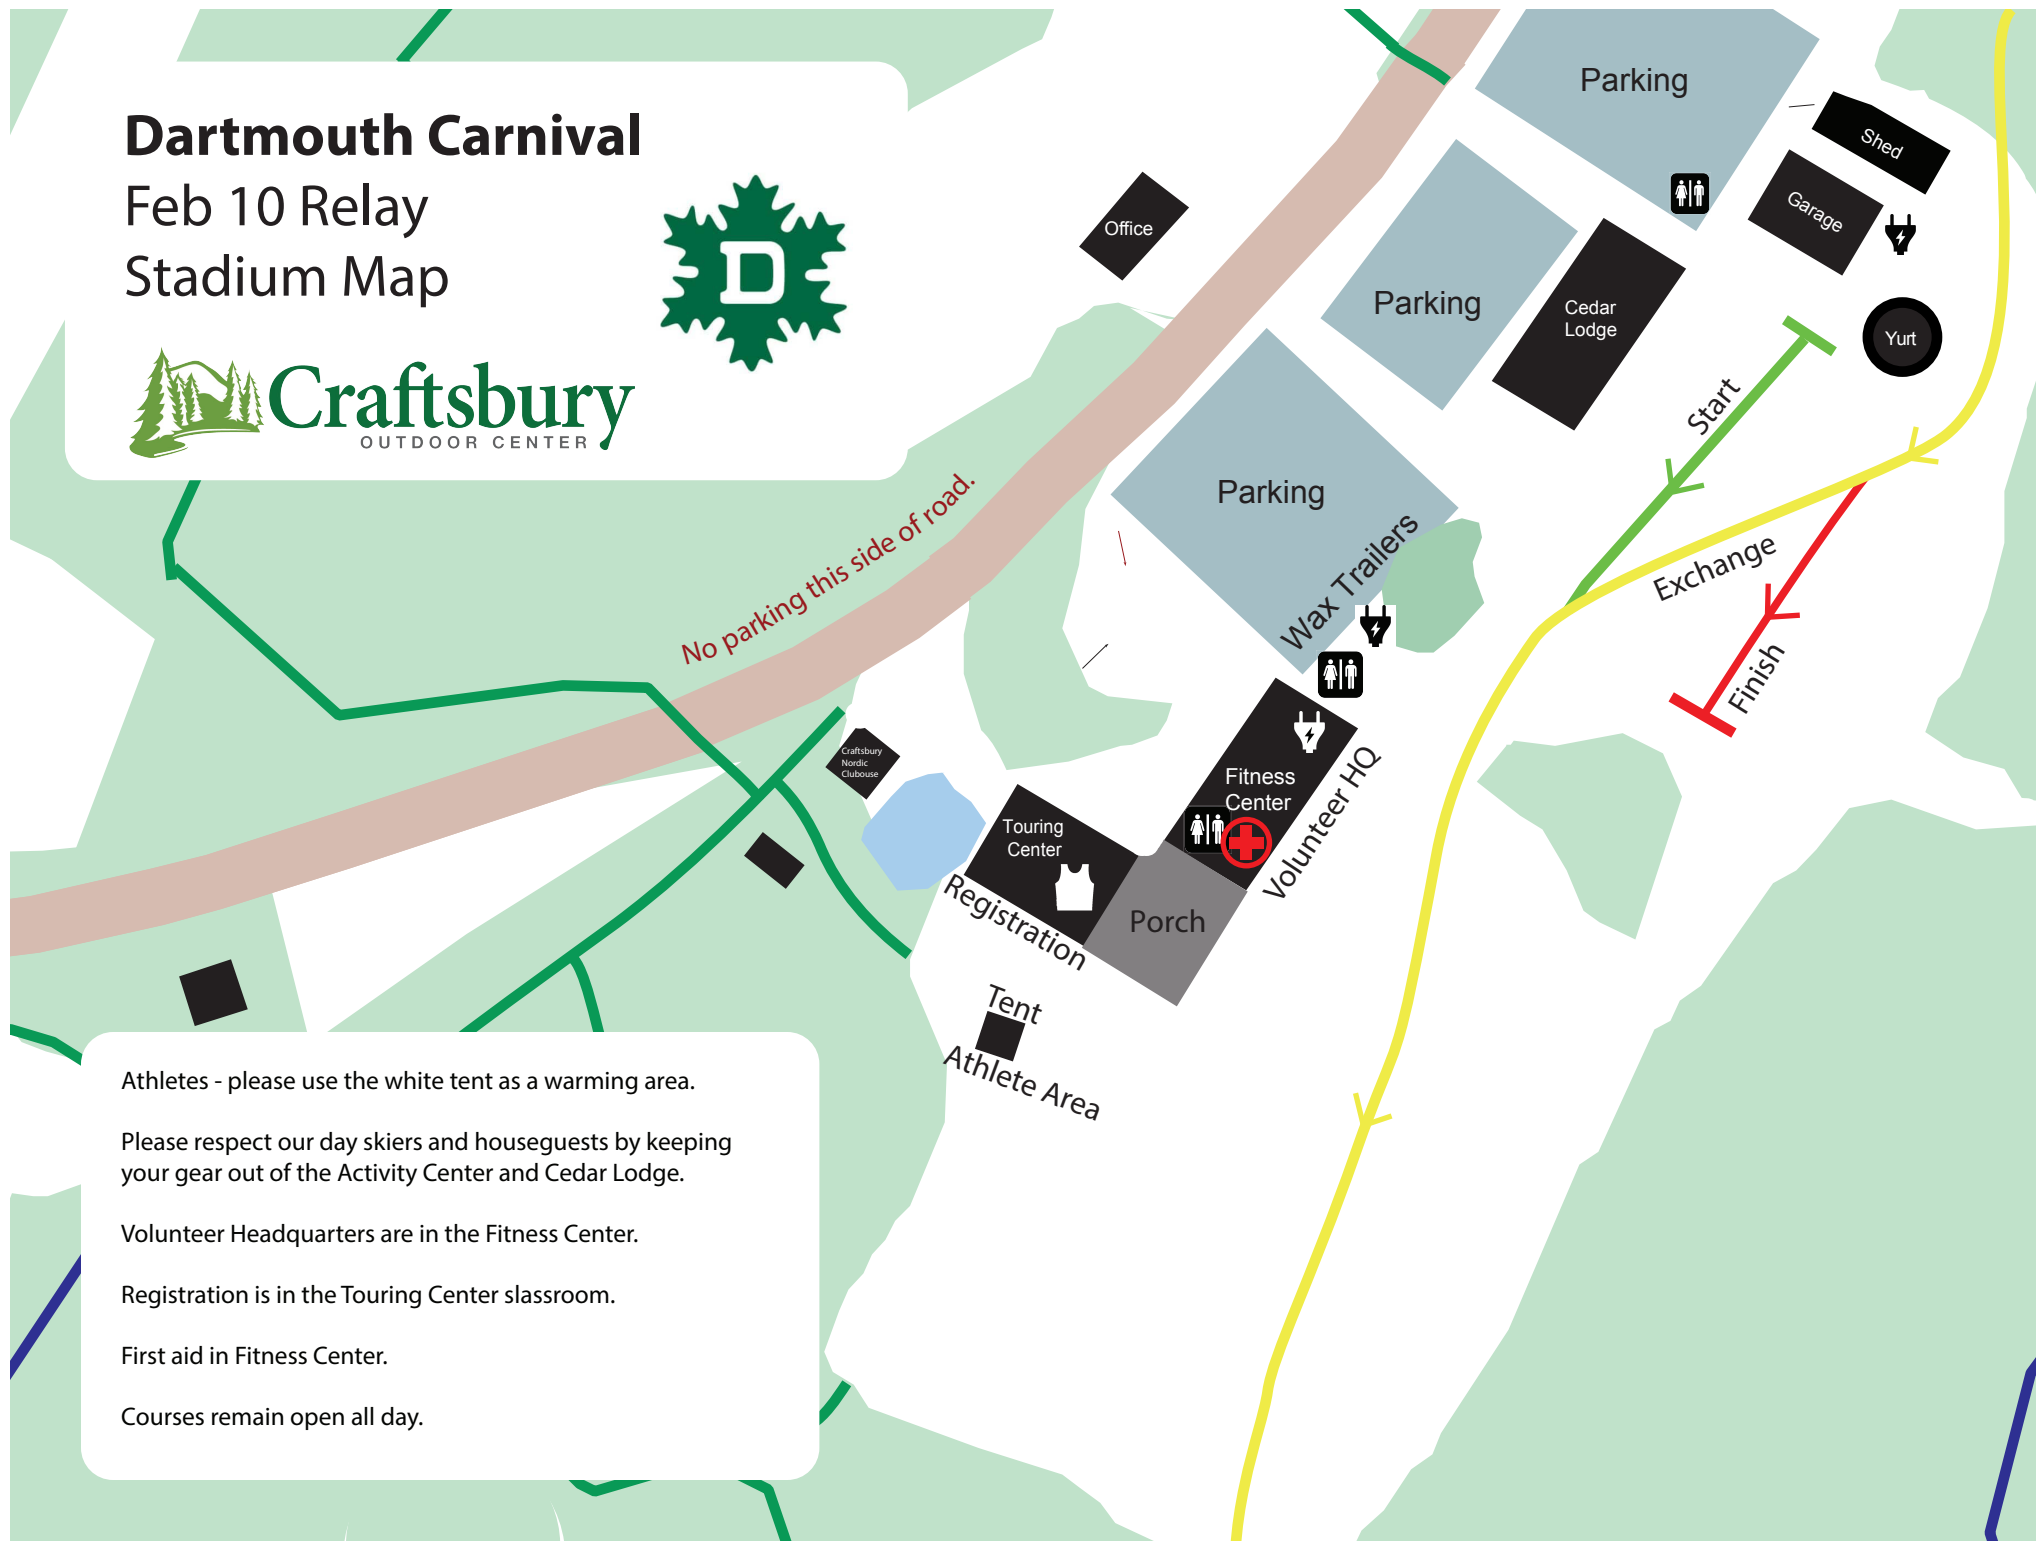 Dartmouth Carnival
Feb 10 Relay
Stadium Map
D
Craftsbury
OUTDOOR CENTER
Parking
Shed
Garage
Office
Parking
Cedar
Lodge
Yurt
Start
Parking
Wax Trailers
Exchange
Finish
No parking this side of road.
Craftsbury
Nordic
Clubouse
Fitness
Center
Volunteer HQ
Touring
Center
Registration
Porch
Tent
Athlete Area
Athletes - please use the white tent as a warming area.
Please respect our day skiers and houseguests by keeping
your gear out of the Activity Center and Cedar Lodge.
Volunteer Headquarters are in the Fitness Center.
Registration is in the Touring Center slassroom.
First aid in Fitness Center.
Courses remain open all day.